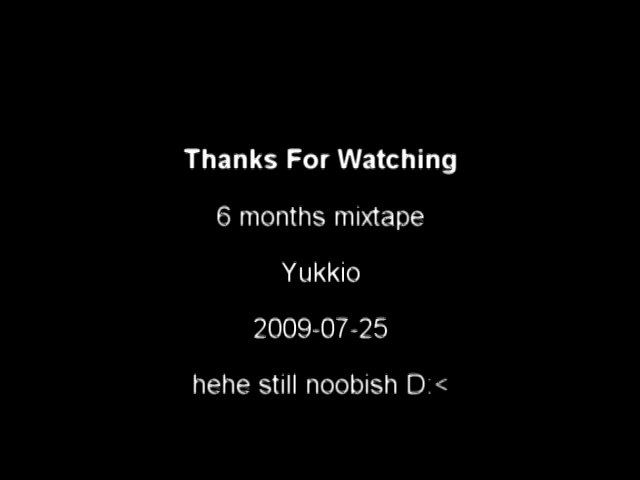 Thanks For Watching
6 months mixtape
Yukkio
2009-07-25
hehe still noobish D:<